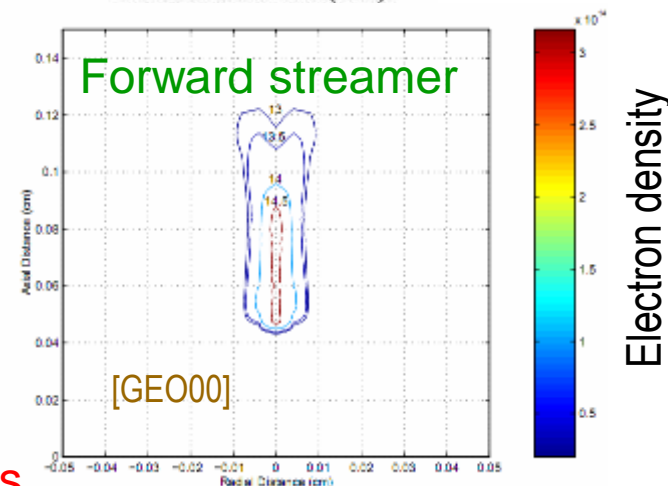 x 10¹⁴
Forward streamer
0.14
0.12
0.1
0.08
0.06
0.04
0.02
0
Axial Distance (cm)
13
13.5
14
14.5
[GEO00]
-0.05 -0.04 -0.03 -0.02 -0.01 0 0.01 0.02 0.03 0.04 0.05
Radial Distance (cm)
3
2.5
2
1.5
1
0.5
Electron density
s